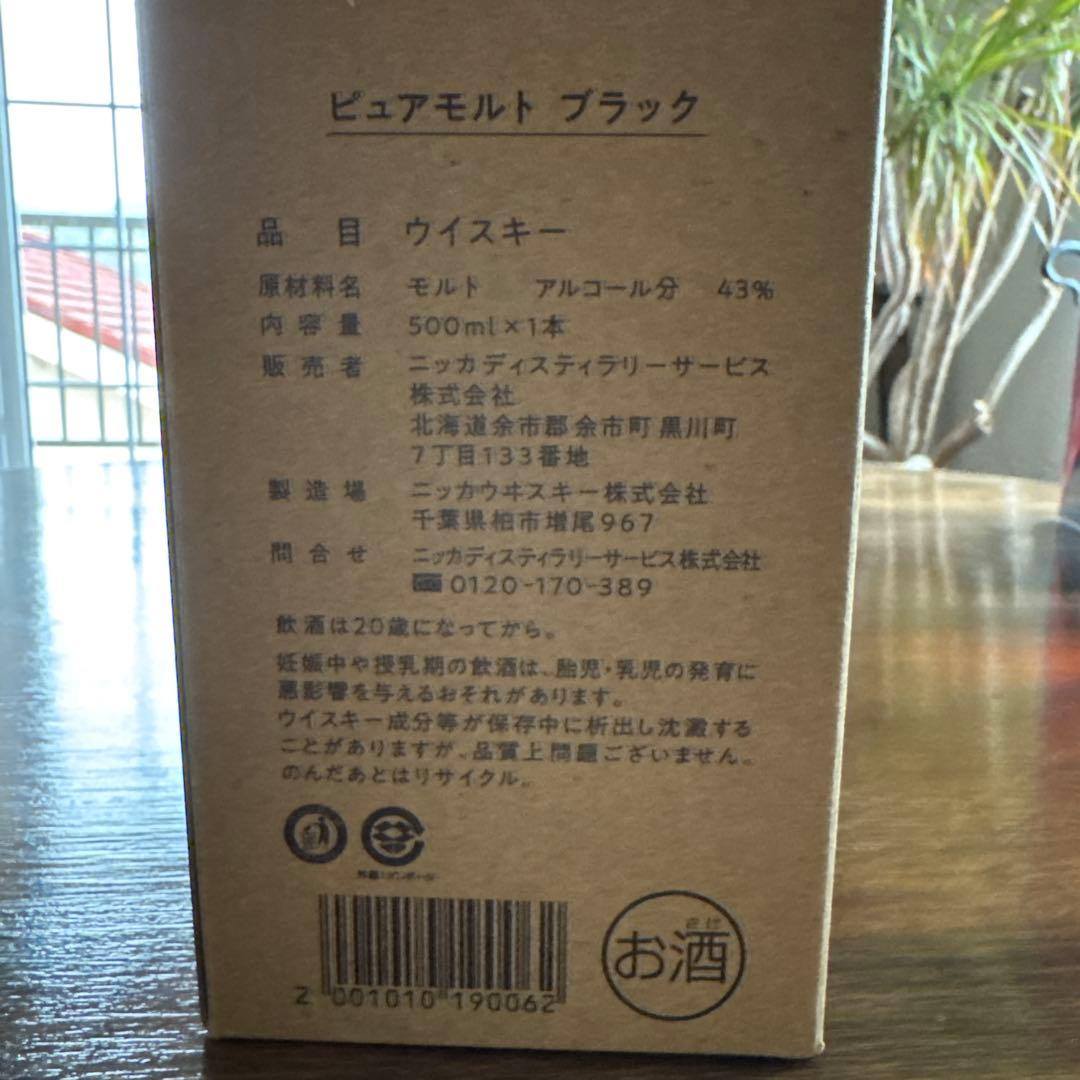 ピュアモルト ブラック
品目 ウイスキー
原材料名 モルト アルコール分 43%
内容量 500ml×1本
販売者 ニッカディスティラリーサービス
株式会社
北海道余市郡余市町黒川町
7丁目133番地
製造場 ニッカウヰスキー株式会社
千葉県柏市増尾967
問合せ ニッカディスティラリーサービス株式会社
0120-170-389
飲酒は20歳になってから。
妊娠中や授乳期の飲酒は、胎児・乳児の発育に
悪影響を与えるおそれがあります。
ウイスキー成分等が保存中に析出し沈澱する
ことがありますが、品質上問題ございません。
のんだあとはリサイクル。
2 001010 190062
さけ
お酒